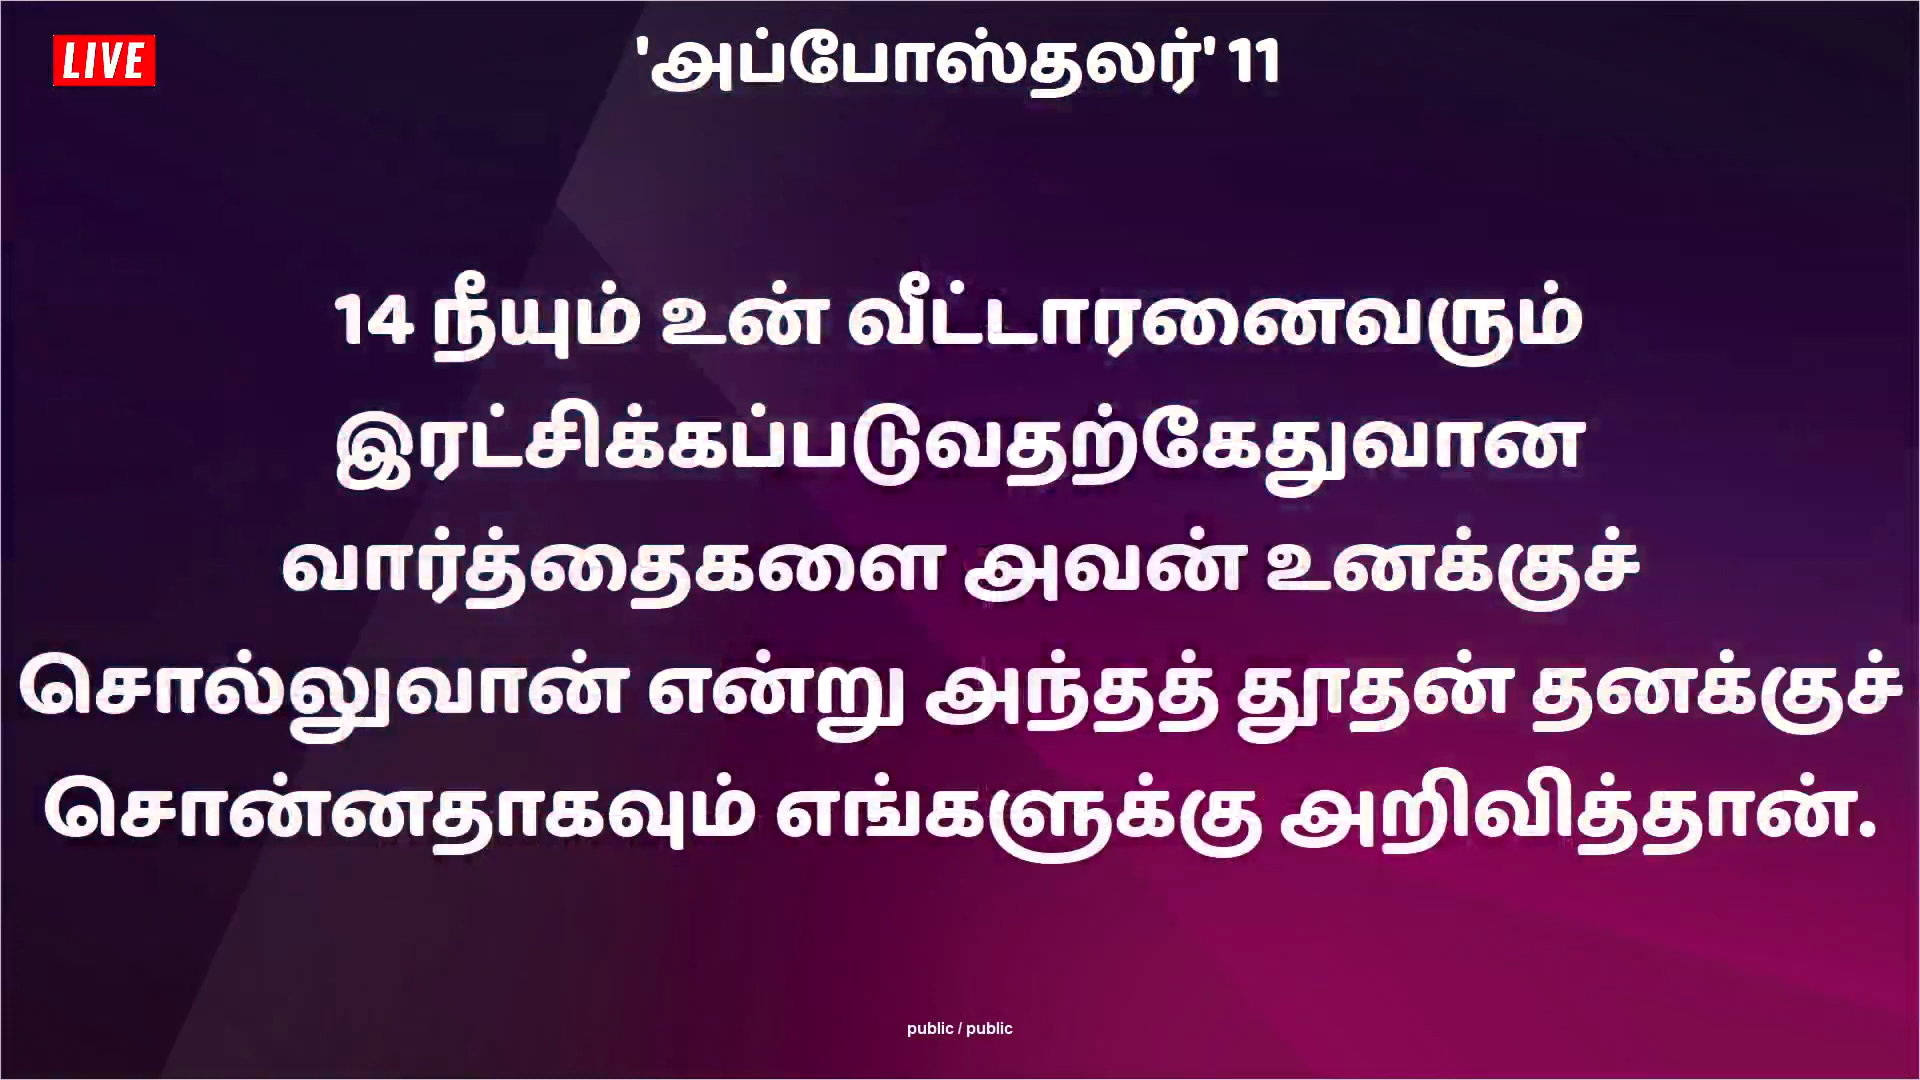 LIVE
'அப்போஸ்தலர்' 11
14 நீயும் உன் வீட்டாரனைவரும்
இரட்சிக்கப்படுவதற்கேதுவான
வார்த்தைகளை அவன் உனக்குச்
சொல்லுவான் என்று அந்தத் தூதன் தனக்குச்
சொன்னதாகவும் எங்களுக்கு அறிவித்தான்.
public / public